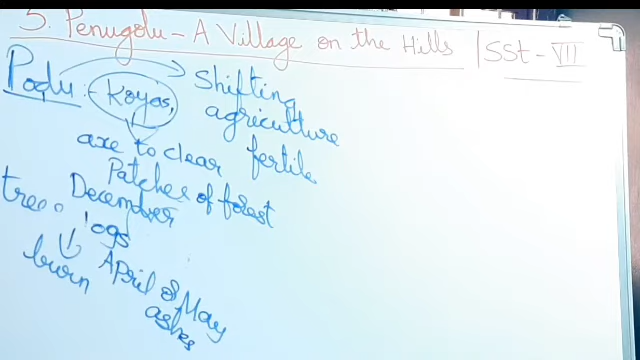 5. Penugolu - A Village on the Hills | SSt - VII
Podu :- Koyas, Shifting
agriculture
axe to clear fertile
Patches of forest
tree December
logs
burn April & May
ashes